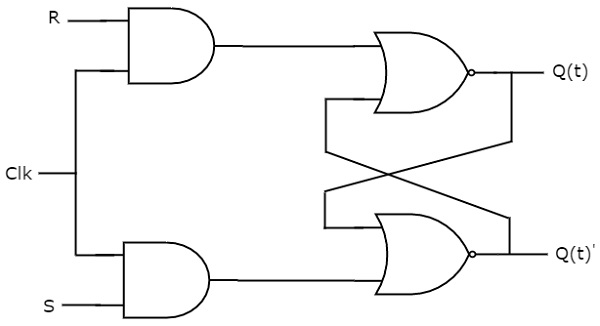 R
Q(t)
Clk
Q(t)'
S